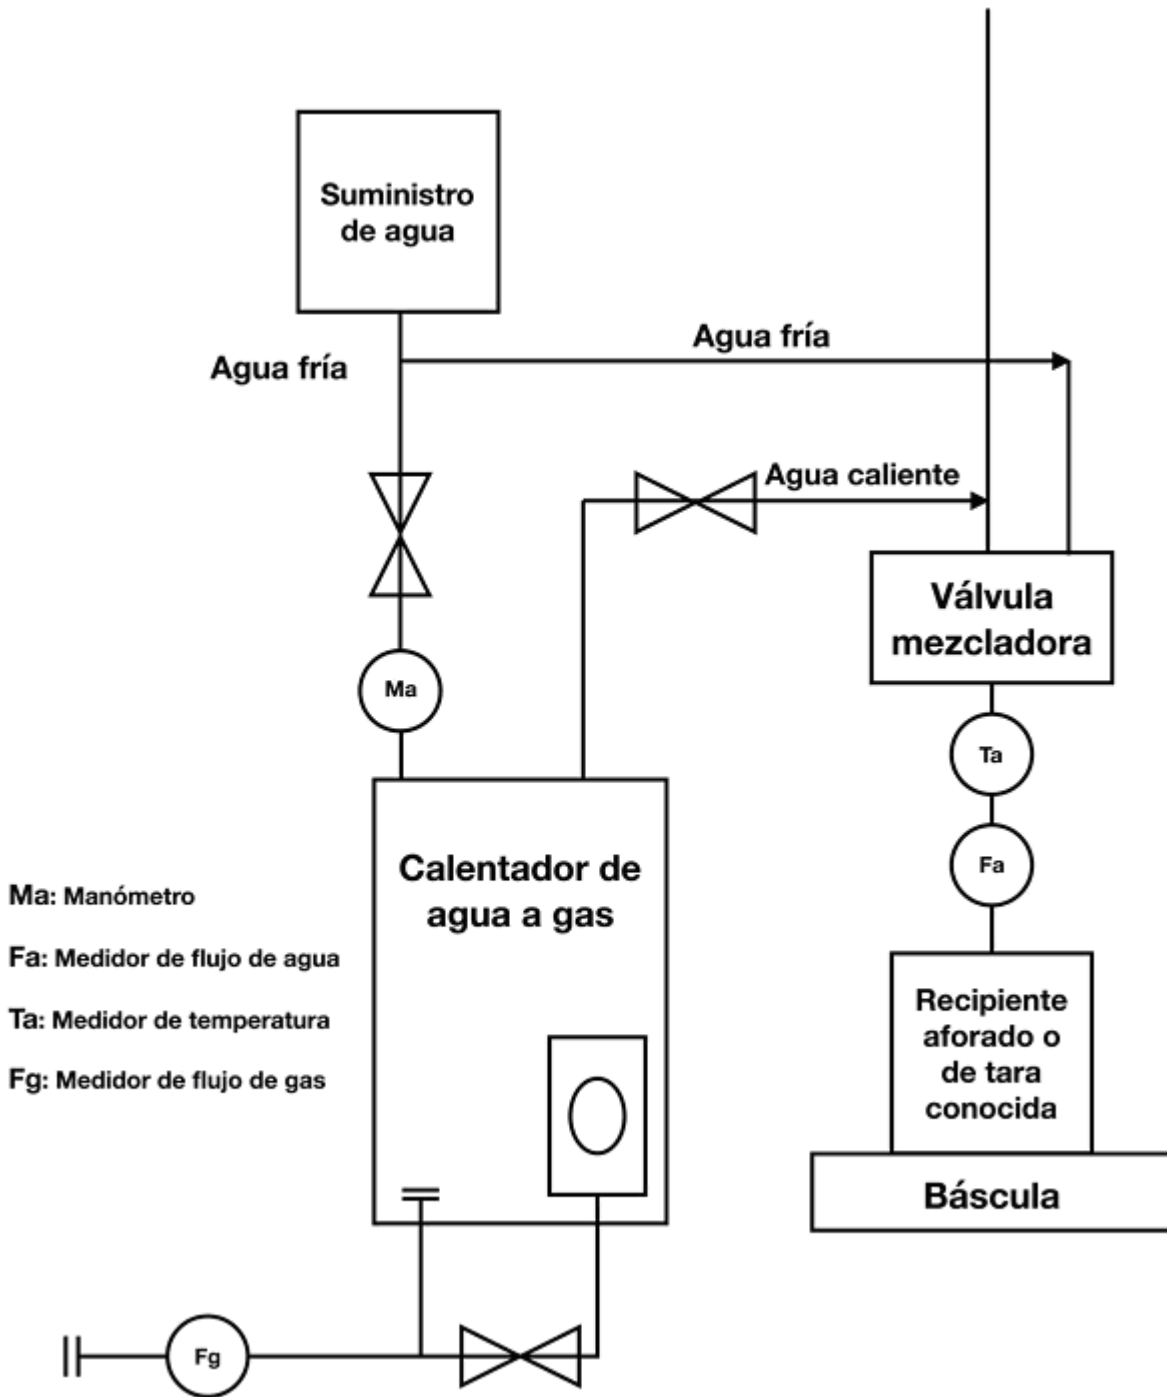 Suministro
de agua
Agua fría
Agua fría
Agua caliente
Válvula
mezcladora
Ma
Ta
Fa
Calentador de
agua a gas
Ma: Manómetro
Fa: Medidor de flujo de agua
Ta: Medidor de temperatura
Fg: Medidor de flujo de gas
Recipiente
aforado o
de tara
conocida
Báscula
Fg